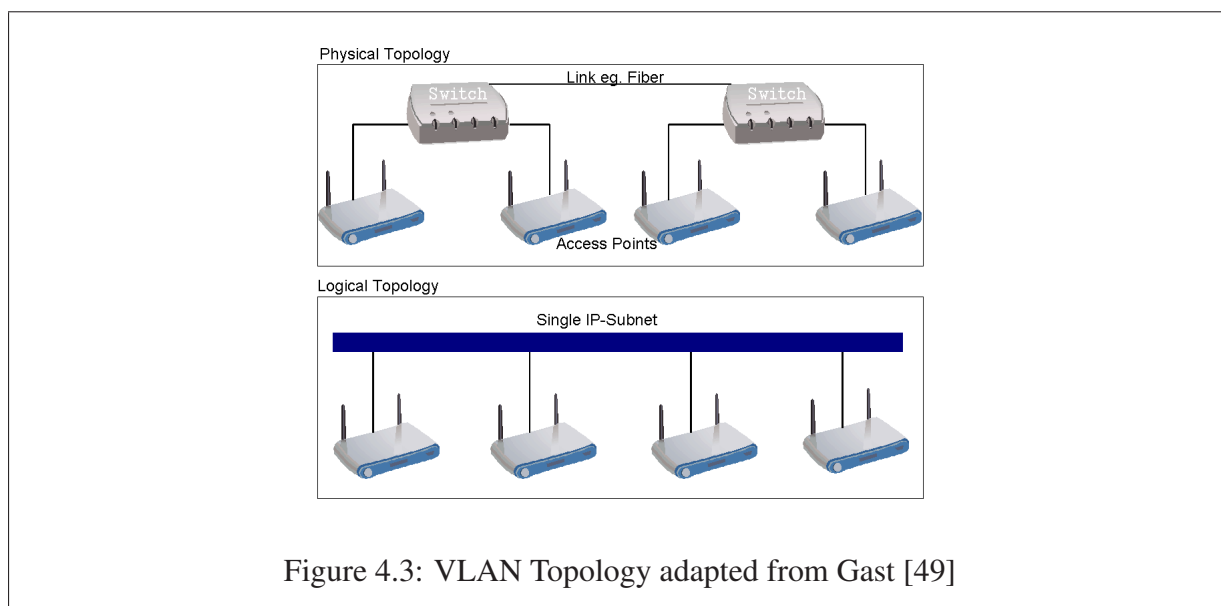 Physical Topology
Link eg. Fiber
Switch
Switch
Access Points
Logical Topology
Single IP-Subnet
Figure 4.3: VLAN Topology adapted from Gast [49]